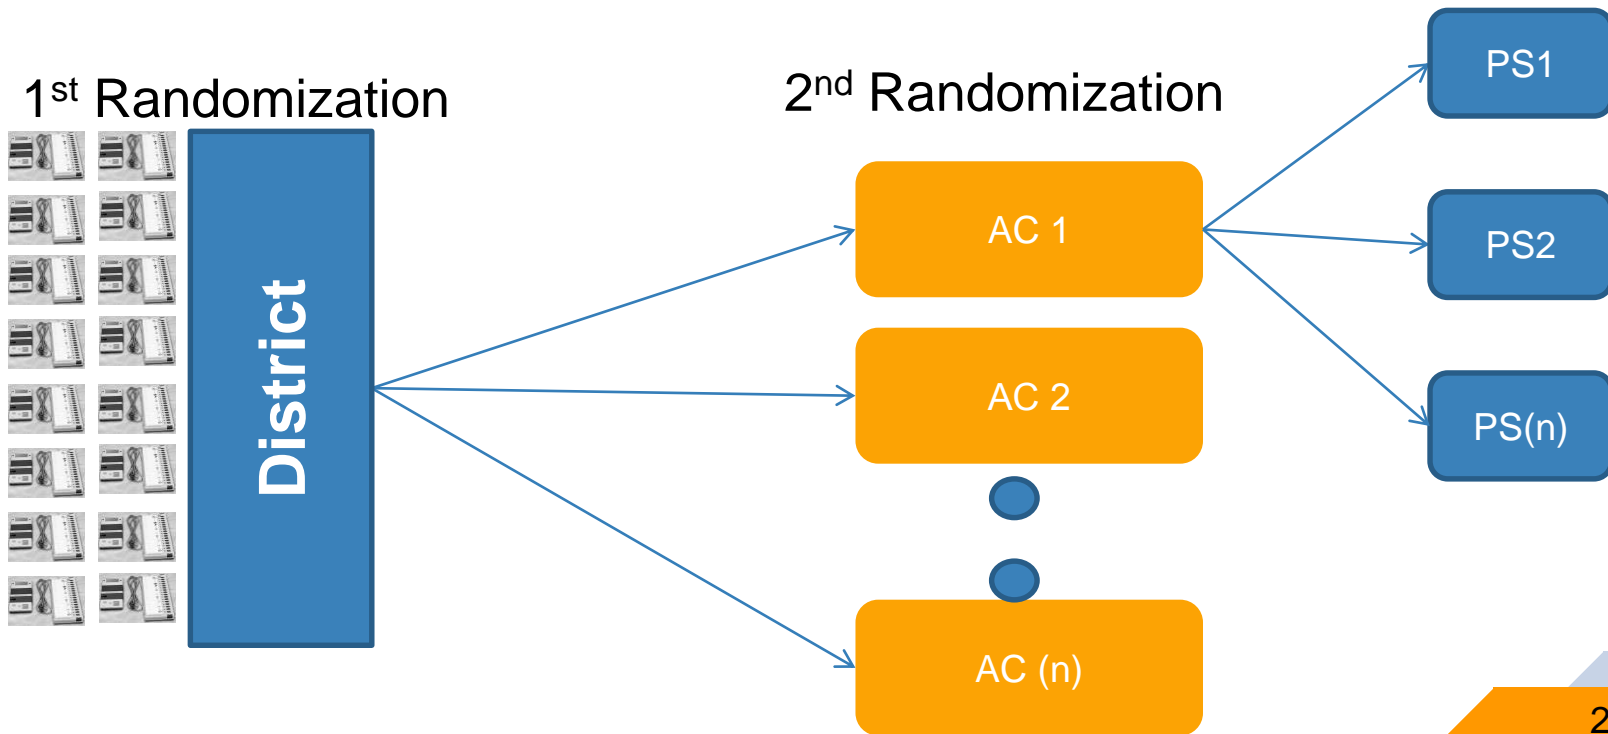 1st Randomization
2nd Randomization
District
AC 1
AC 2
AC (n)
PS1
PS2
PS(n)
2